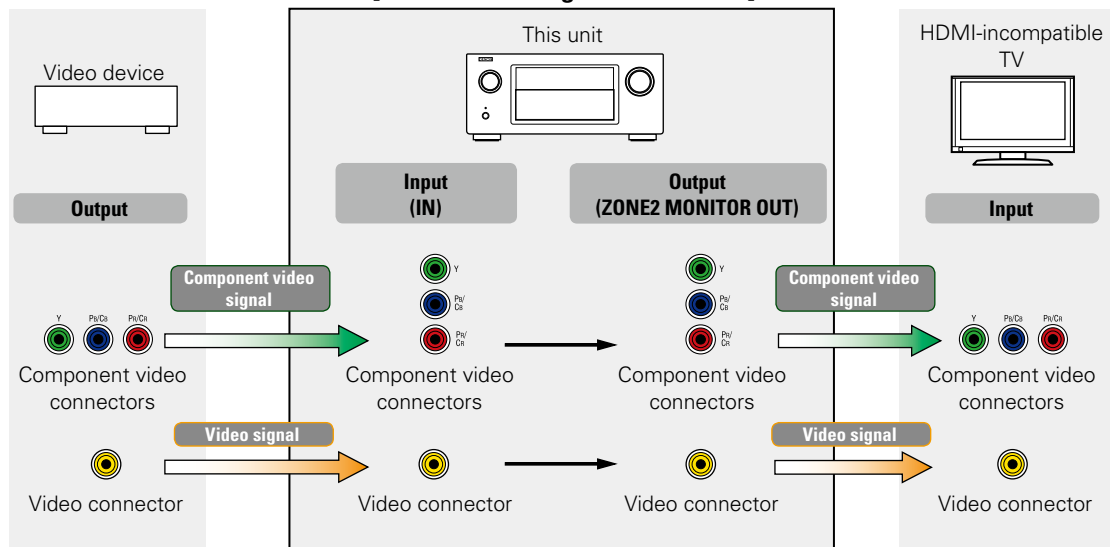 This unit
HDMI-incompatible
TV
Video device
Output
Input
(IN)
Output
(ZONE2 MONITOR OUT)
Input
Component video
signal
Component video
signal
Y
PB/CB
PR/CR
Y
PB/
CB
PR/
CR
Y
PB/
CB
PR/
CR
Y
PB/CB
PR/CR
Component video
connectors
Component video
connectors
Component video
connectors
Component video
connectors
Video signal
Video signal
Video connector
Video connector
Video connector
Video connector